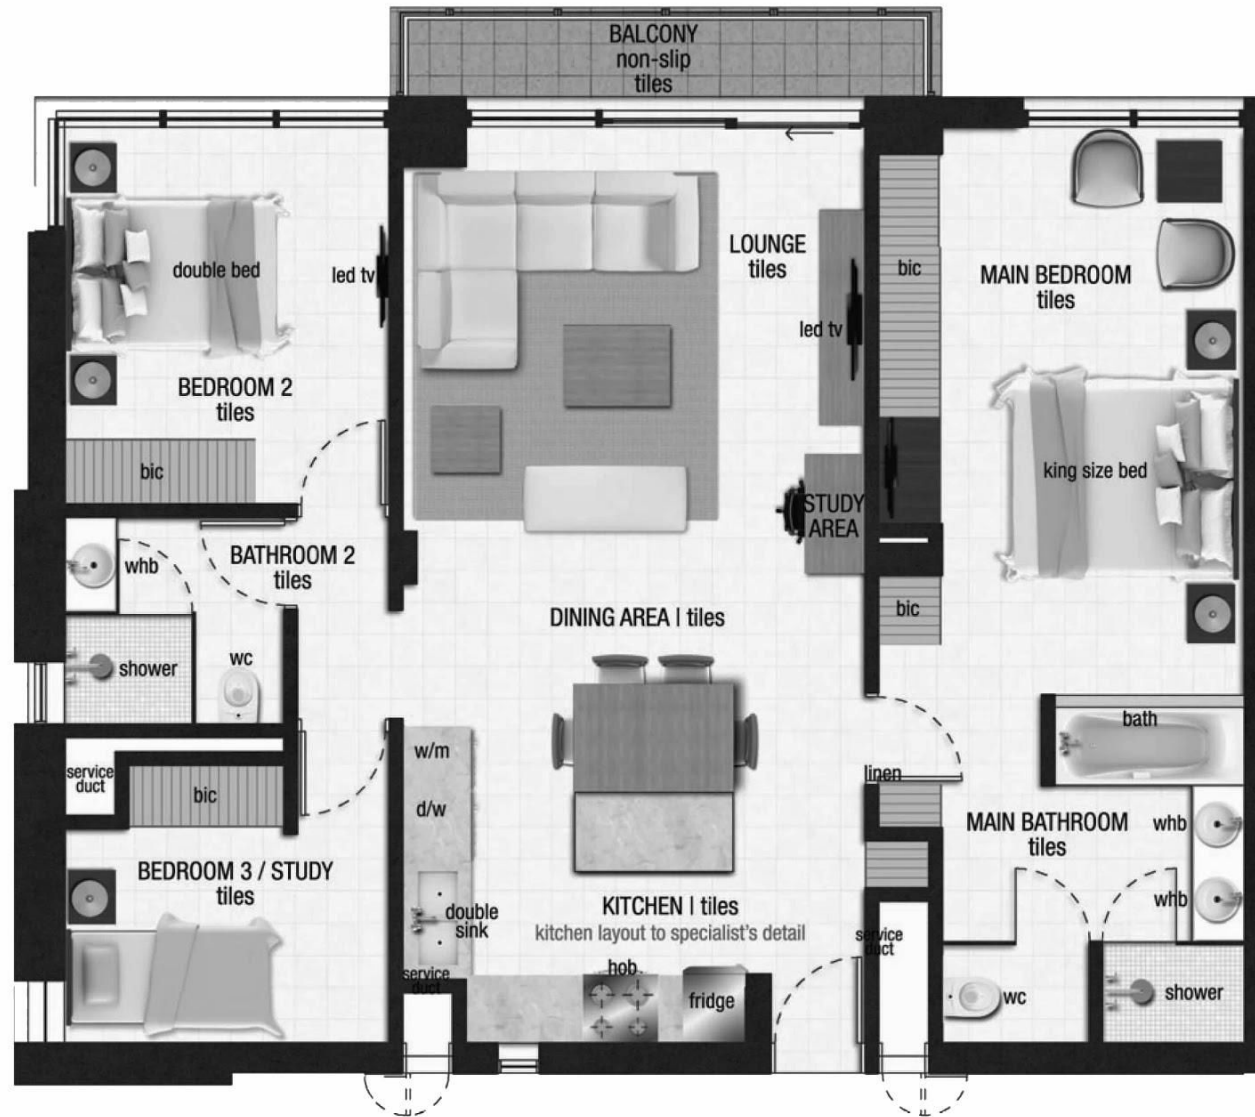 BALCONY
non-slip
tiles
double bed
led tv
BEDROOM 2
tiles
bic
LOUNGE
tiles
led tv
bic
MAIN BEDROOM
tiles
king size bed
STUDY
AREA
BATHROOM 2
tiles
whb
shower
wc
DINING AREA | tiles
bic
bath
linen
service
duct
bic
w/m
d/w
MAIN BATHROOM
tiles
whb
whb
BEDROOM 3 / STUDY
tiles
double
sink
KITCHEN | tiles
kitchen layout to specialist's detail
service
duct
service
duct
hob
fridge
wc
shower